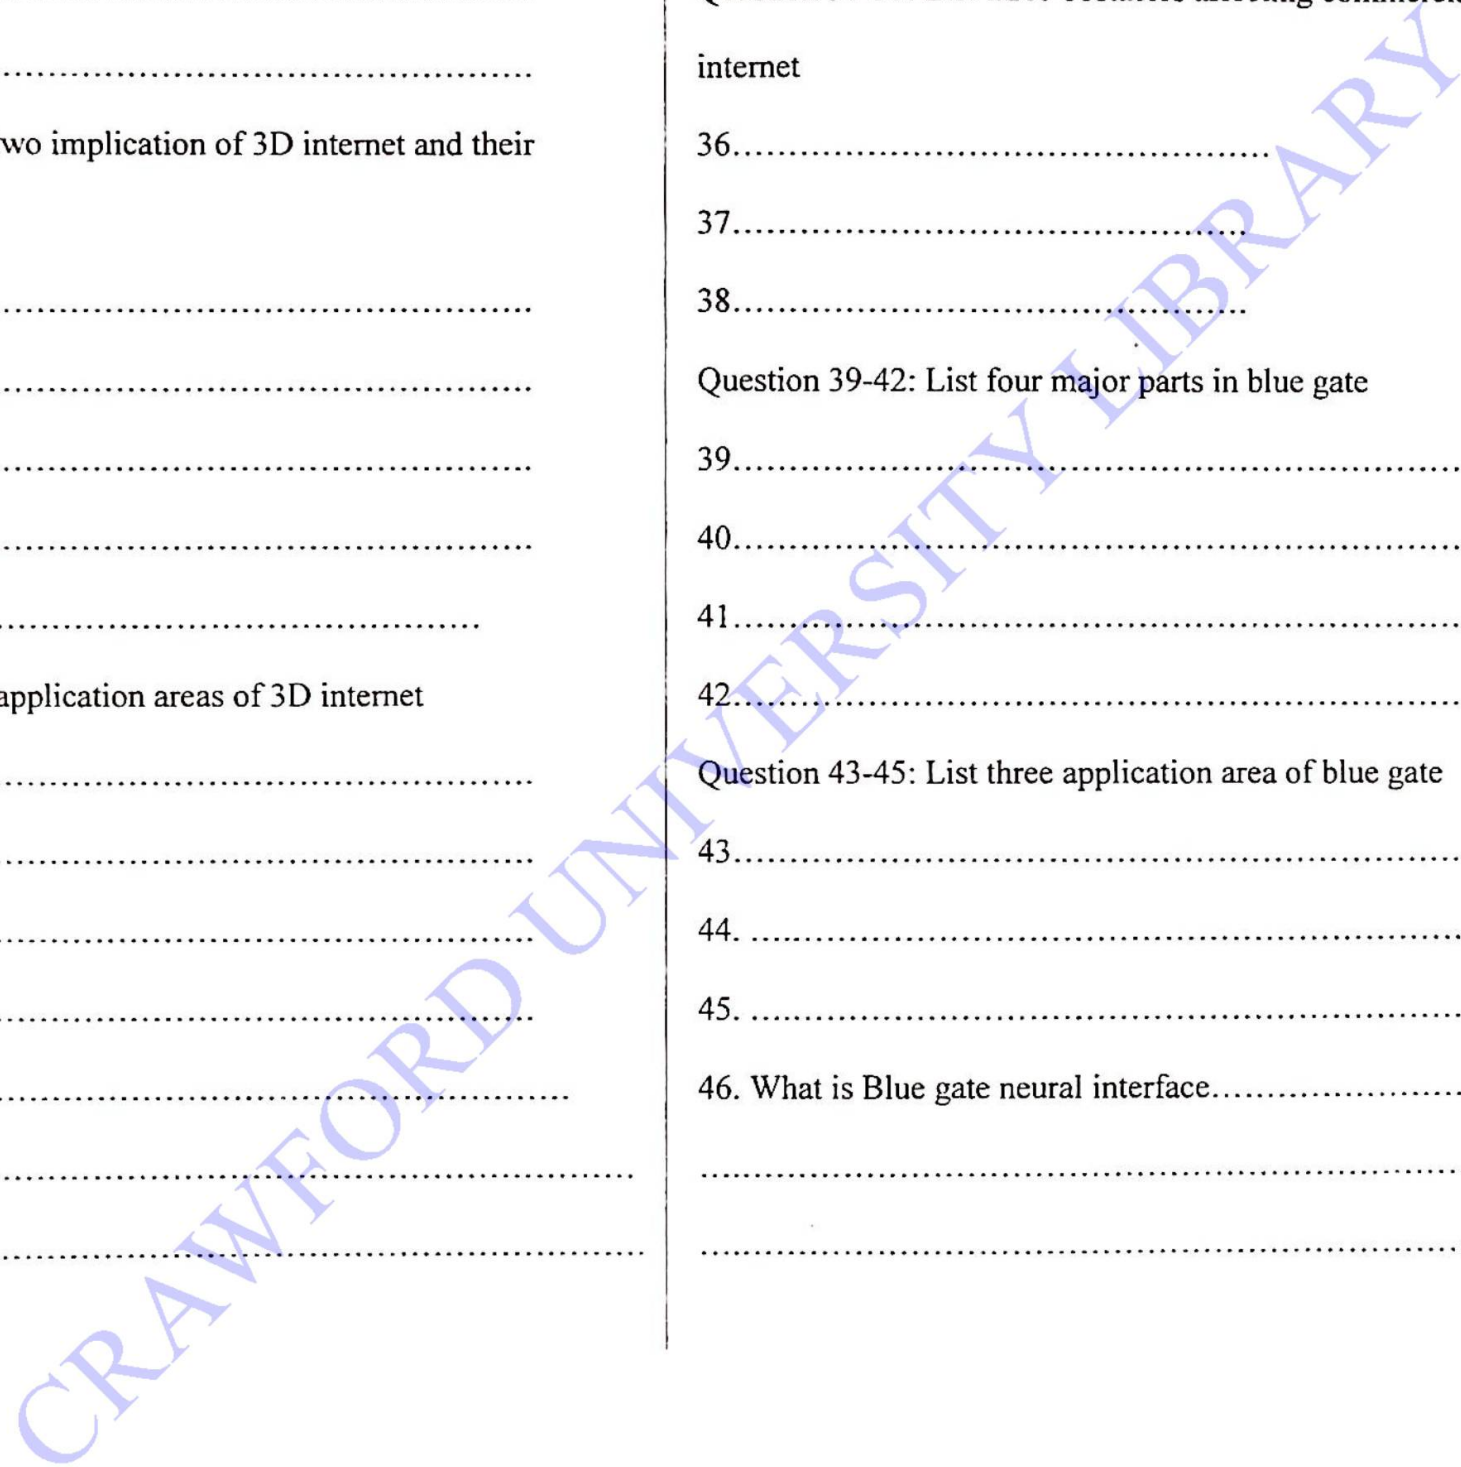 wo implication of 3D internet and their
application areas of 3D internet
internet
36..................................................
37..................................................
38..................................................
Question 39-42: List four major parts in blue gate
39..................................................
40..................................................
41..................................................
42..................................................
Question 43-45: List three application area of blue gate
43..................................................
44. ..................................................
45. ..................................................
46. What is Blue gate neural interface........................
CRAWFORD UNIVERSITY LIBRARY